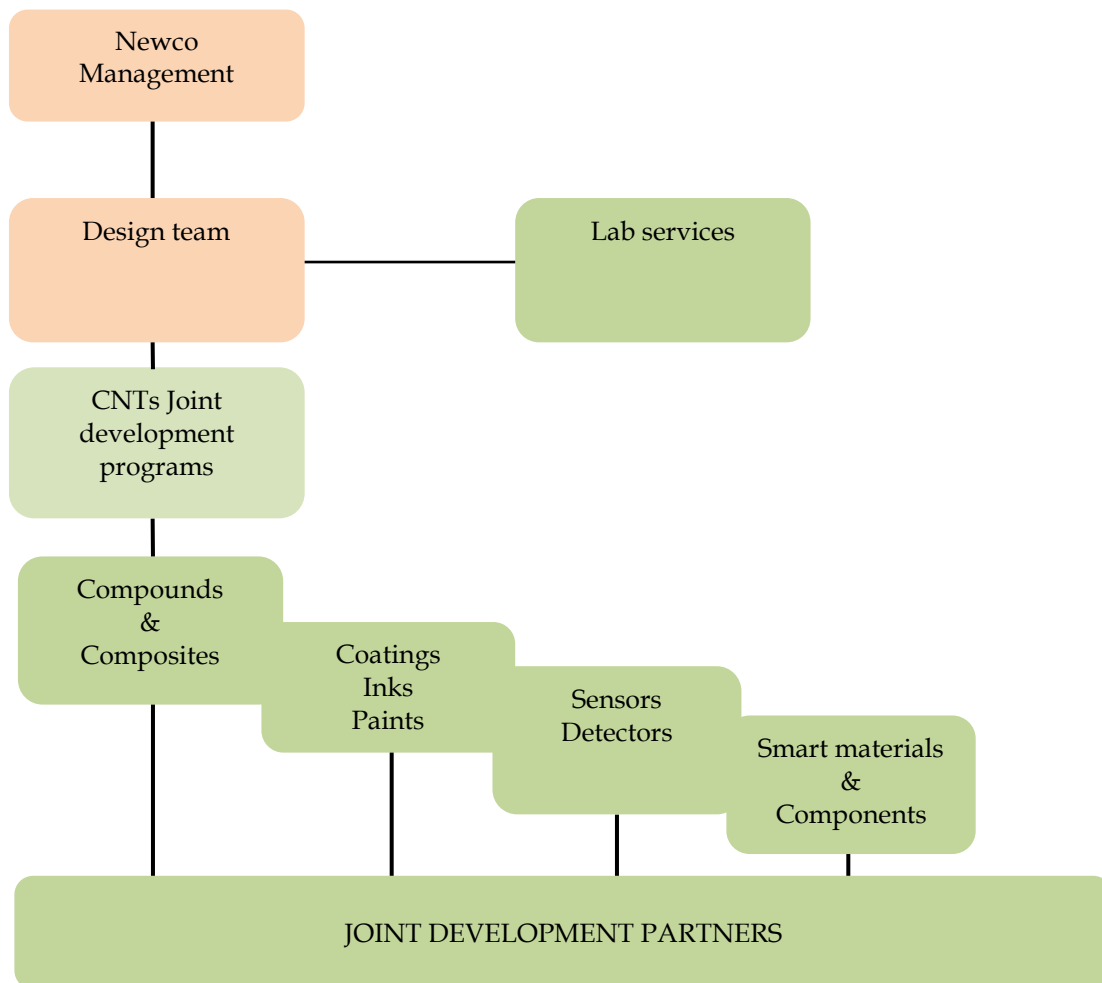 Newco
Management
Design team
Lab services
CNTs Joint
development
programs
Compounds
&
Composites
Coatings
Inks
Paints
Sensors
Detectors
Smart materials
&
Components
JOINT DEVELOPMENT PARTNERS